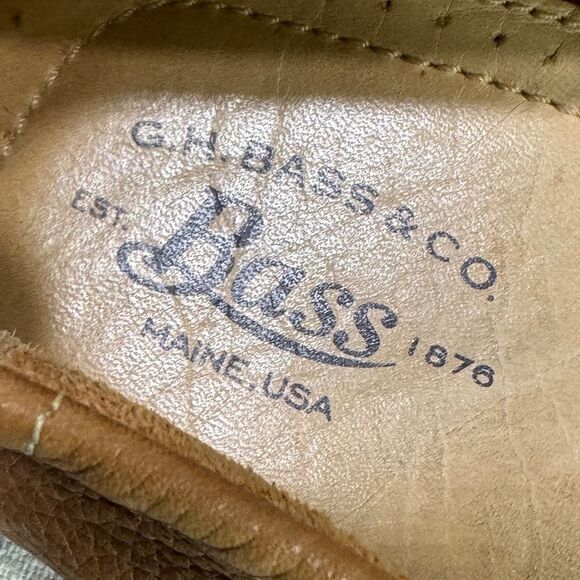 G.H. BASS & CO.
EST. Bass 1876
MAINE, USA